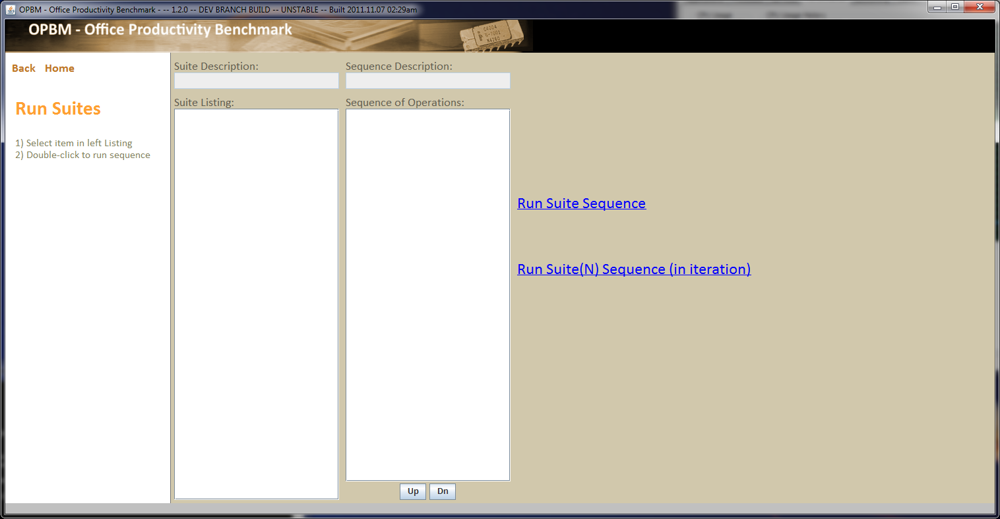 OPBM - Office Productivity Benchmark - -- 1.2.0 -- DEV BRANCH BUILD -- UNSTABLE -- Built 2011.11.07 02:29am
OPBM - Office Productivity Benchmark
Back Home
Run Suites
1) Select item in left Listing
2) Double-click to run sequence
Suite Description:
Suite Listing:
Sequence Description:
Sequence of Operations:
Up Dn
Run Suite Sequence
Run Suite(N) Sequence (in iteration)